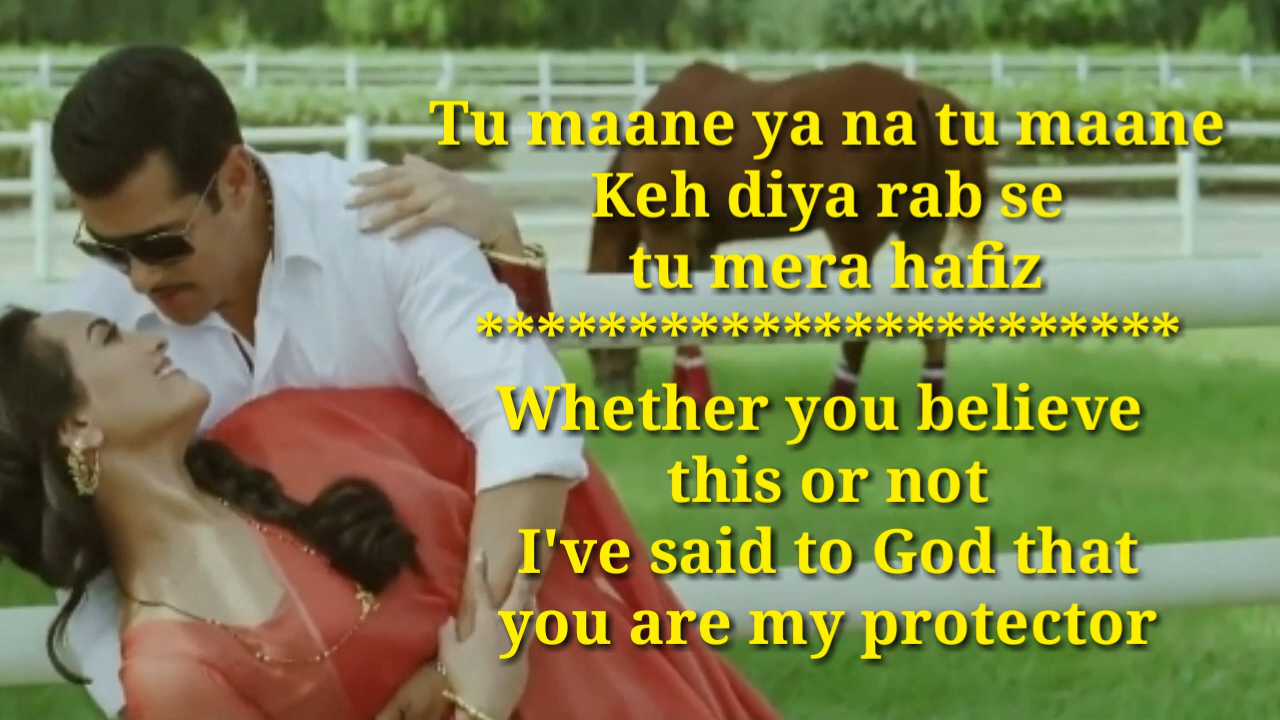 Tu maane ya na tu maane
Keh diya rab se
tu mera hafiz
***********************
Whether you believe
this or not
I've said to God that
you are my protector